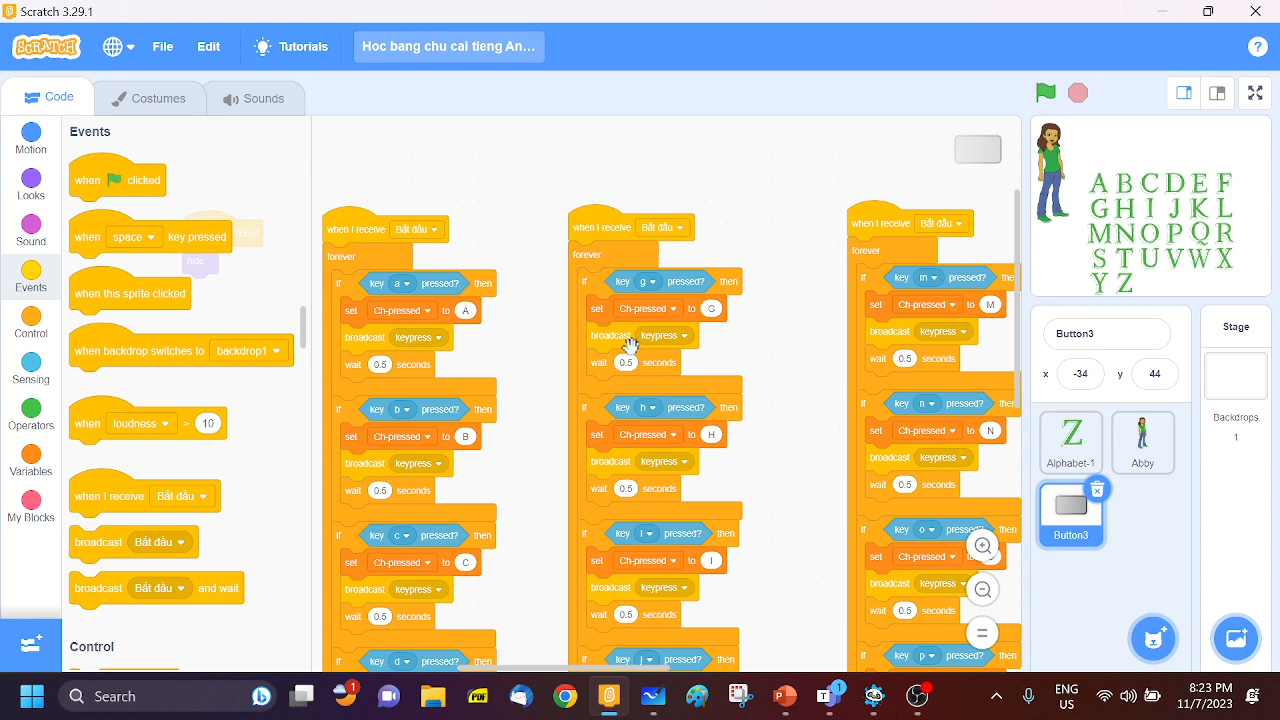 Scratch 3.29.1
SCRATCH File Edit Tutorials Hoc bang chu cai tieng An... ?
Code Costumes Sounds
Motion
Looks
Sound
Events
Control
Sensing
Operators
Variables
My Blocks
Events
when clicked
when space key pressed
hide
when this sprite clicked
when backdrop switches to backdrop1
when loudness > 10
when I receive Bắt đầu
broadcast Bắt đầu
broadcast Bắt đầu and wait
Control
when I receive Bắt đầu
forever
if key a pressed? then
set Ch-pressed to A
broadcast keypress
wait 0.5 seconds
if key b pressed? then
set Ch-pressed to B
broadcast keypress
wait 0.5 seconds
if key c pressed? then
set Ch-pressed to C
broadcast keypress
wait 0.5 seconds
if key d pressed? then
when I receive Bắt đầu
forever
if key g pressed? then
set Ch-pressed to G
broadcast keypress
wait 0.5 seconds
if key h pressed? then
set Ch-pressed to H
broadcast keypress
wait 0.5 seconds
if key i pressed? then
set Ch-pressed to I
broadcast keypress
wait 0.5 seconds
if key j pressed? then
when I receive Bắt đầu
forever
if key m pressed? the
set Ch-pressed to M
broadcast keypress
wait 0.5 seconds
if key n pressed? ther
set Ch-pressed to N
broadcast keypress
wait 0.5 seconds
if key o pressed? then
set Ch-pressed to
broadcast keypress
wait 0.5 seconds
if key p pressed? then
A B C D E F
G H I J K L
M N O P Q R
S T U V W X
Y Z
Button3
x -34 y 44
Alphabet-1
Abby
Button3
Stage
Backdrops
1
Search
PDF
1
1
ENG
US
8:23 PM
11/7/2023